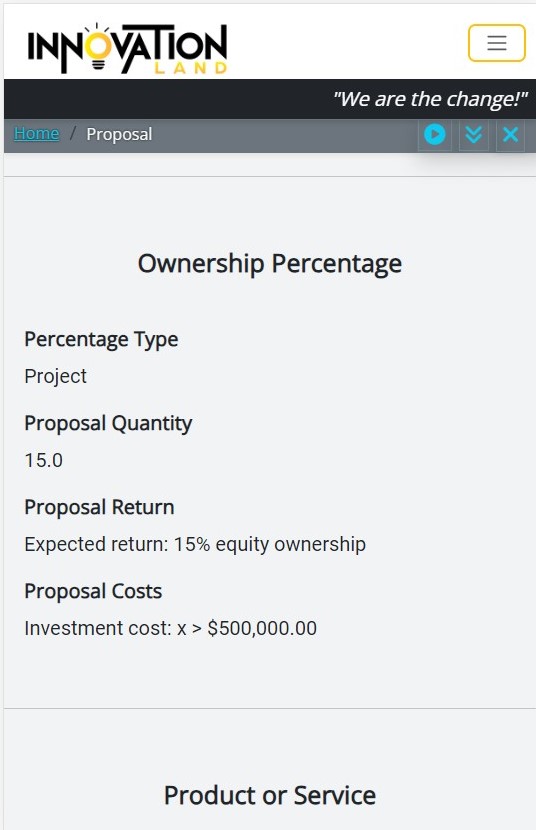 INNOVATION
LAND
"We are the change!"
Home / Proposal
Ownership Percentage
Percentage Type
Project
Proposal Quantity
15.0
Proposal Return
Expected return: 15% equity ownership
Proposal Costs
Investment cost: x > $500,000.00
Product or Service